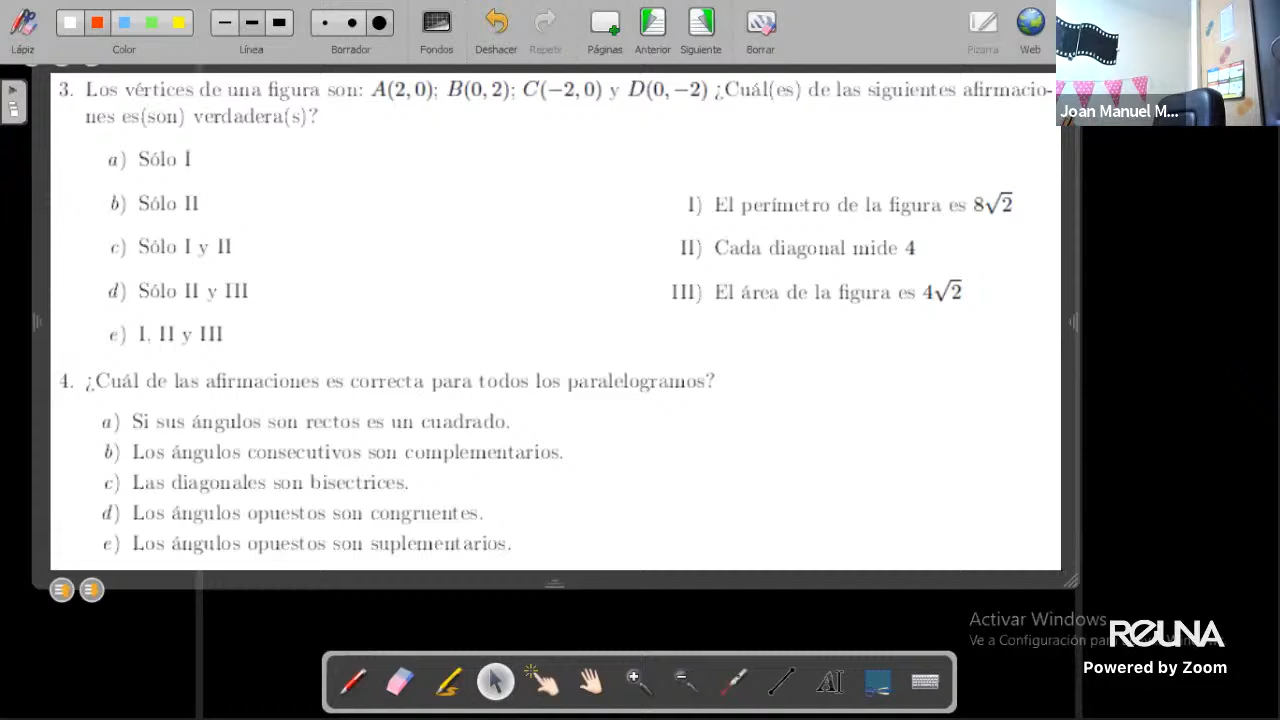 Lápiz
Color
Línea
Borrador
Fondos
Deshacer
Repetir
Páginas
Anterior
Siguiente
Borrar
Pizarra
Web
Joan Manuel M...
3. Los vértices de una figura son: A(2, 0); B(0, 2); C(−2, 0) y D(0, −2) ¿Cuál(es) de las siguientes afirmacio-
nes es(son) verdadera(s)?
a) Sólo I
b) Sólo II
c) Sólo I y II
d) Sólo II y III
e) I, II y III
I) El perímetro de la figura es 8√2
II) Cada diagonal mide 4
III) El área de la figura es 4√2
4. ¿Cuál de las afirmaciones es correcta para todos los paralelogramos?
a) Si sus ángulos son rectos es un cuadrado.
b) Los ángulos consecutivos son complementarios.
c) Las diagonales son bisectrices.
d) Los ángulos opuestos son congruentes.
e) Los ángulos opuestos son suplementarios.
Activar Windows
Ve a Configuración
REUNA
Powered by Zoom
AI